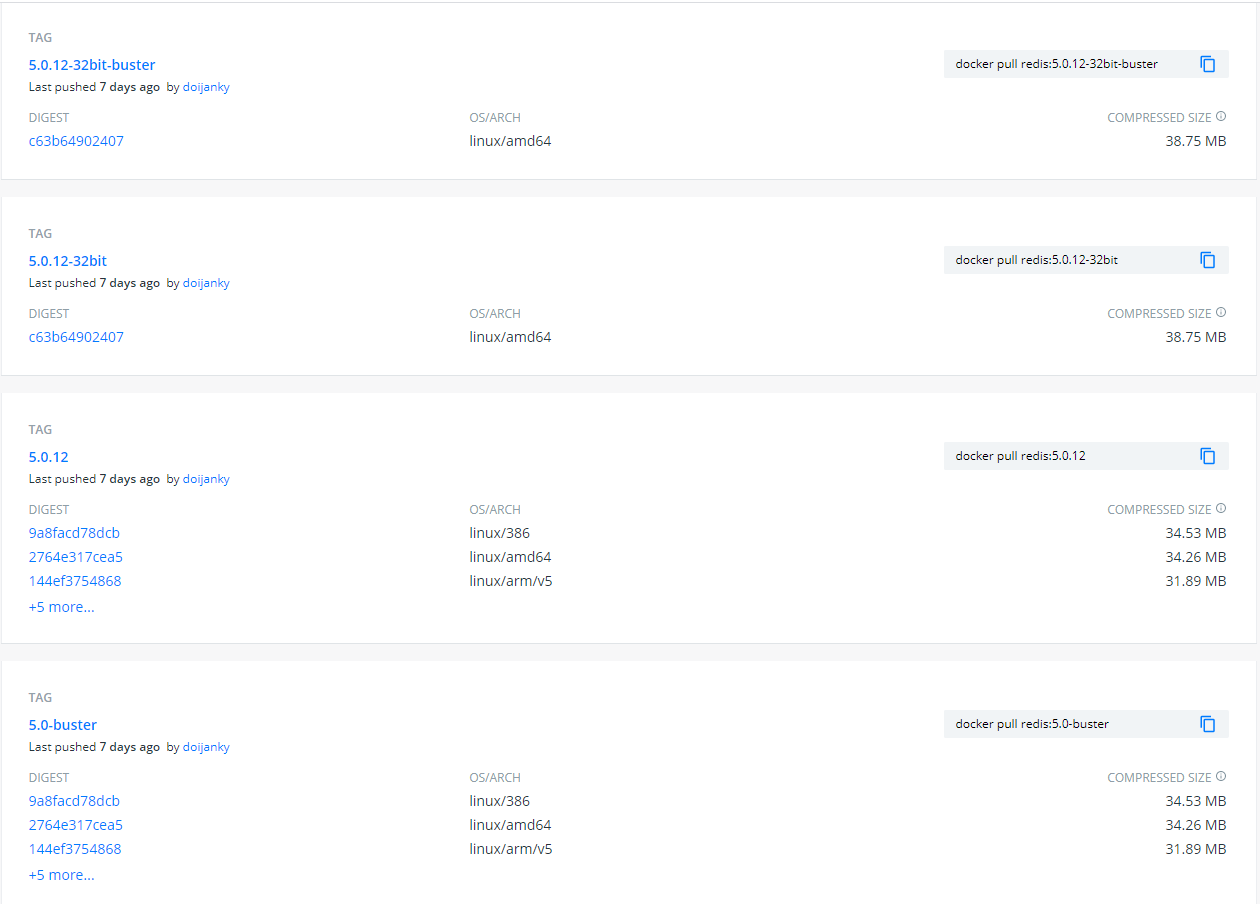 TAG
5.0.12-32bit-buster
docker pull redis:5.0.12-32bit-buster
Last pushed 7 days ago by doijanky
DIGEST OS/ARCH COMPRESSED SIZE
c63b64902407 linux/amd64 38.75 MB
TAG
5.0.12-32bit
docker pull redis:5.0.12-32bit
Last pushed 7 days ago by doijanky
DIGEST OS/ARCH COMPRESSED SIZE
c63b64902407 linux/amd64 38.75 MB
TAG
5.0.12
docker pull redis:5.0.12
Last pushed 7 days ago by doijanky
DIGEST OS/ARCH COMPRESSED SIZE
9a8facd78dcb linux/386 34.53 MB
2764e317cea5 linux/amd64 34.26 MB
144ef3754868 linux/arm/v5 31.89 MB
+5 more...
TAG
5.0-buster
docker pull redis:5.0-buster
Last pushed 7 days ago by doijanky
DIGEST OS/ARCH COMPRESSED SIZE
9a8facd78dcb linux/386 34.53 MB
2764e317cea5 linux/amd64 34.26 MB
144ef3754868 linux/arm/v5 31.89 MB
+5 more...